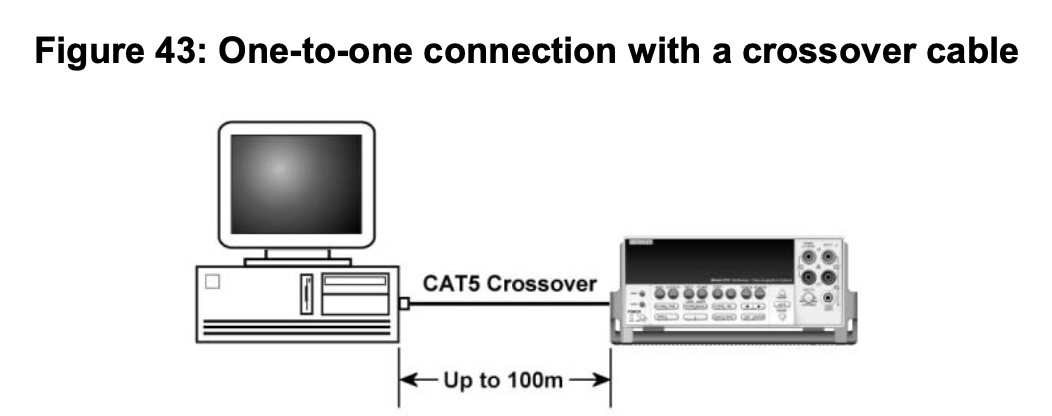 Figure 43: One-to-one connection with a crossover cable
CAT5 Crossover
Up to 100m